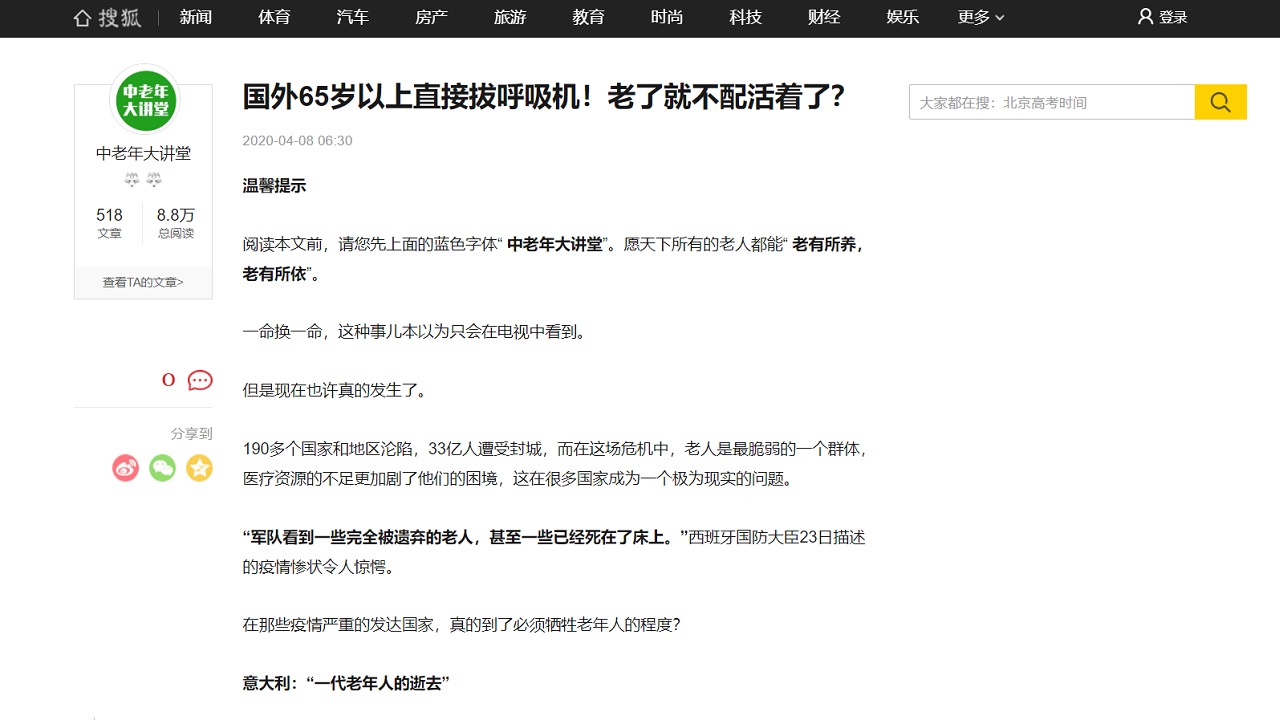 搜狐 新闻 体育 汽车 房产 旅游 教育 时尚 科技 财经 娱乐 更多 登录
中老年
大讲堂
中老年大讲堂
518 8.8万
文章 总阅读
查看TA的文章>
0
分享到
国外65岁以上直接拔呼吸机！老了就不配活着了？
2020-04-08 06:30
温馨提示
阅读本文前，请您先上面的蓝色字体“ 中老年大讲堂”。愿天下所有的老人都能“ 老有所养，
老有所依”。
一命换一命，这种事儿本以为只会在电视中看到。
但是现在也许真的发生了。
190多个国家和地区沦陷，33亿人遭受封城，而在这场危机中，老人是最脆弱的一个群体，
医疗资源的不足更加剧了他们的困境，这在很多国家成为一个极为现实的问题。
“军队看到一些完全被遗弃的老人，甚至一些已经死在了床上。”西班牙国防大臣23日描述
的疫情惨状令人惊愕。
在那些疫情严重的发达国家，真的到了必须牺牲老年人的程度？
意大利：“一代老年人的逝去”
大家都在搜：北京高考时间